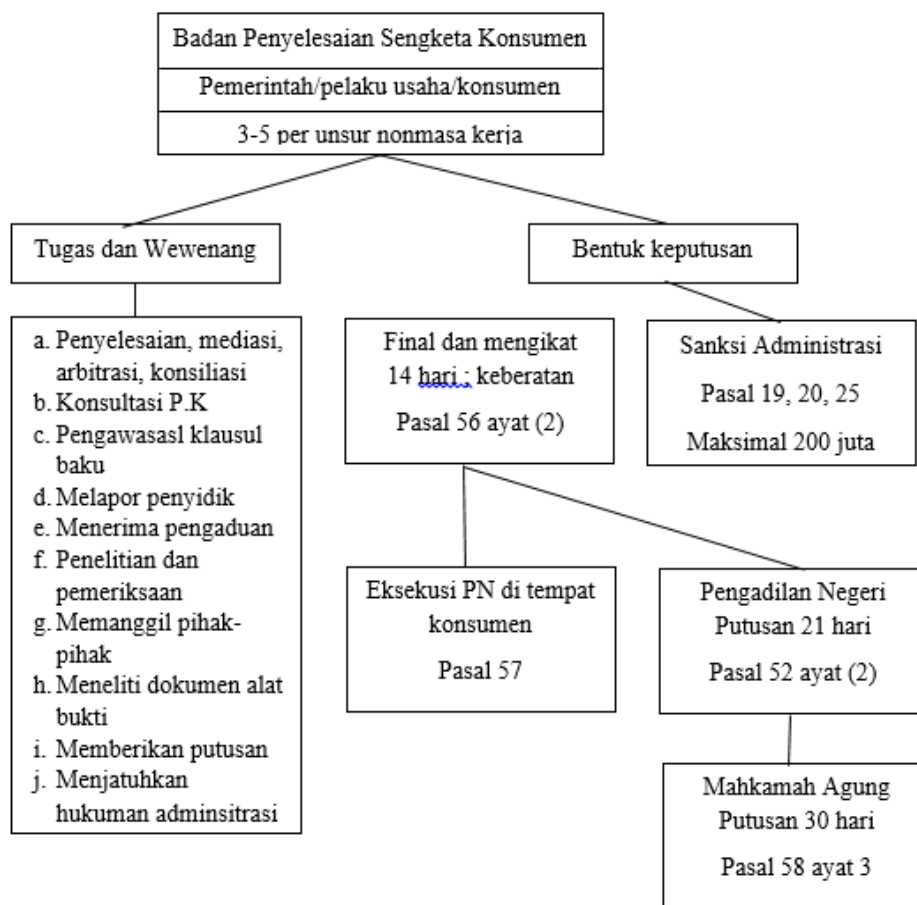 Badan Penyelesaian Sengketa Konsumen
Pemerintah/pelaku usaha/konsumen
3-5 per unsur nonmasa kerja
Tugas dan Wewenang
Bentuk keputusan
a. Penyelesaian, mediasi,
arbitrasi, konsiliasi
b. Konsultasi P.K
c. Pengawasasl klausul
baku
d. Melapor penyidik
e. Menerima pengaduan
f. Penelitian dan
pemeriksaan
g. Memanggil pihak-
pihak
h. Meneliti dokumen alat
bukti
i. Memberikan putusan
j. Menjatuhkan
hukuman adminsitrasi
Final dan mengikat
14 hari ; keberatan
Pasal 56 ayat (2)
Sanksi Administrasi
Pasal 19, 20, 25
Maksimal 200 juta
Eksekusi PN di tempat
konsumen
Pasal 57
Pengadilan Negeri
Putusan 21 hari
Pasal 52 ayat (2)
Mahkamah Agung
Putusan 30 hari
Pasal 58 ayat 3